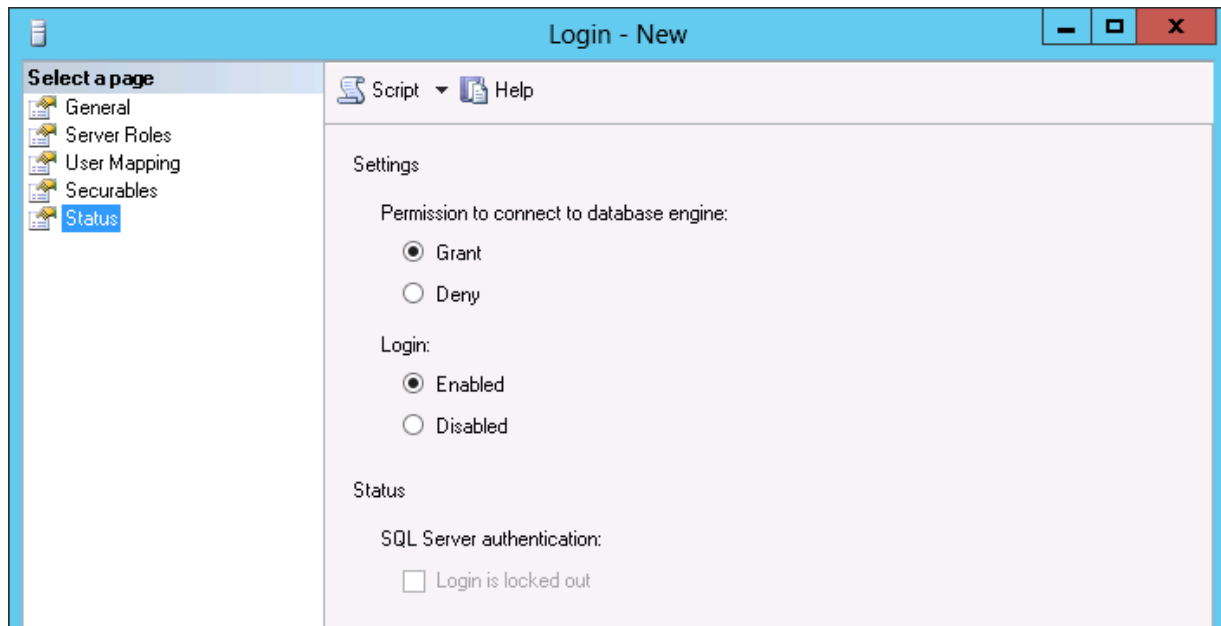 Login - New
Select a page
General
Server Roles
User Mapping
Securables
Status
Script Help
Settings
Permission to connect to database engine:
Grant
Deny
Login:
Enabled
Disabled
Status
SQL Server authentication:
Login is locked out